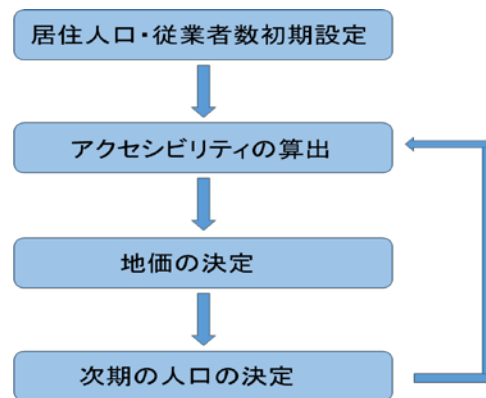 居住人口・従業者数初期設定
アクセシビリティの算出
地価の決定
次期の人口の決定